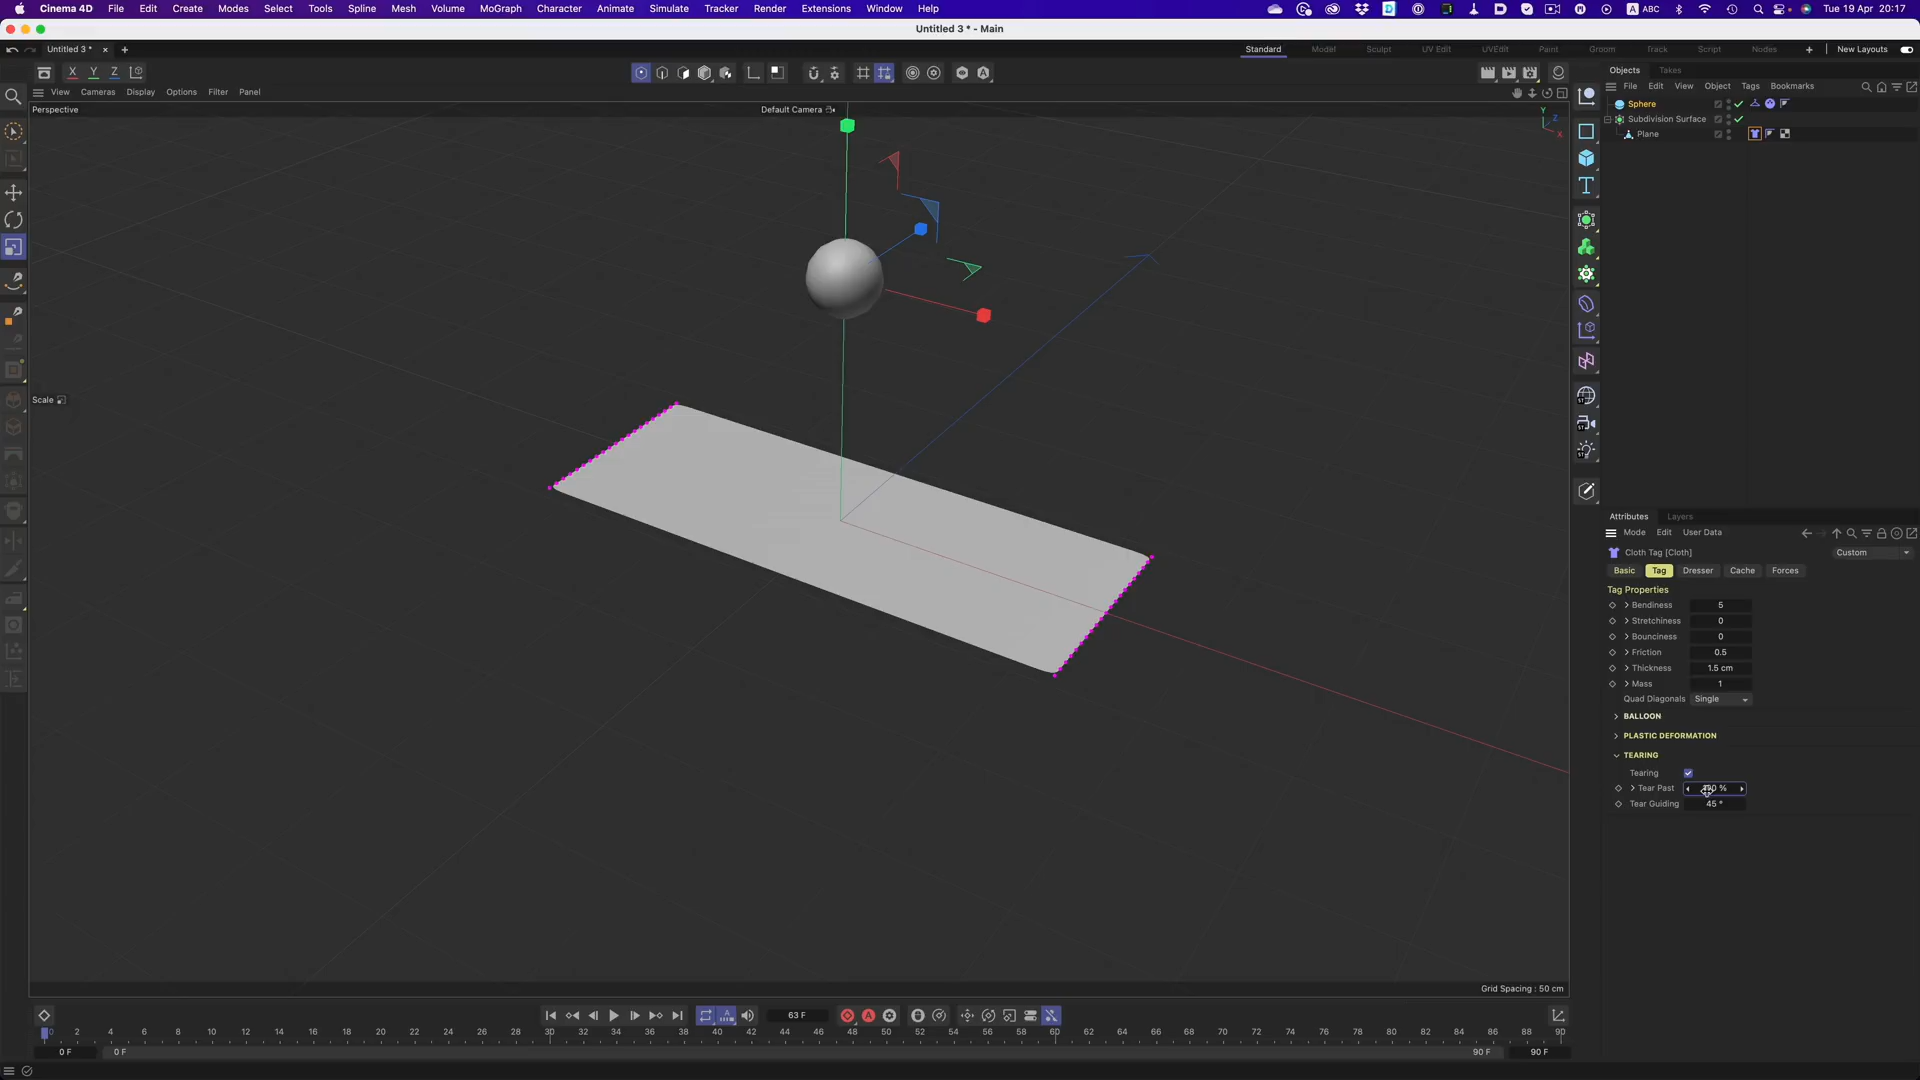 Cinema 4D File Edit Create Modes Select Tools Spline Mesh Volume MoGraph Character Animate Simulate Tracker Render Extensions Window Help
A ABC Tue 19 Apr 20:17
Untitled 3 * - Main
Untitled 3 *
Standard Model Sculpt UV Edit UVEdit Paint Groom Track Script Nodes New Layouts
X Y Z
View Cameras Display Options Filter Panel
Perspective
Default Camera
Y
Z
X
Scale
Grid Spacing : 50 cm
Objects Takes
File Edit View Object Tags Bookmarks
Sphere
Subdivision Surface
Plane
Attributes Layers
Mode Edit User Data
Cloth Tag [Cloth] Custom
Basic Tag Dresser Cache Forces
Tag Properties
Bendiness 5
Stretchiness 0
Bounciness 0
Friction 0.5
Thickness 1.5 cm
Mass 1
Quad Diagonals Single
BALLOON
PLASTIC DEFORMATION
TEARING
Tearing
Tear Past
Tear Guiding 45 °
63 F
0 2 4 6 8 10 12 14 16 18 20 22 24 26 28 30 32 34 36 38 40 42 44 46 48 50 52 54 56 58 60 62 64 66 68 70 72 74 76 78 80 82 84 86 88 90
0 F 0 F 90 F 90 F